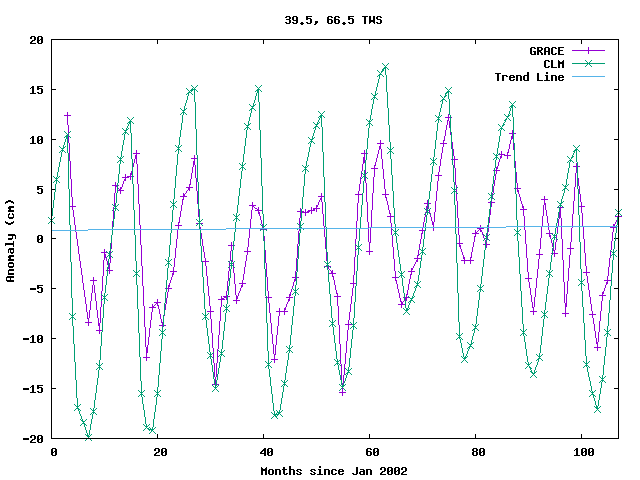 39.5, 66.5 TWS
GRACE
CLM
Trend Line
20
15
10
5
0
-5
-10
-15
-20
Anomaly (cm)
0 20 40 60 80 100
Months since Jan 2002